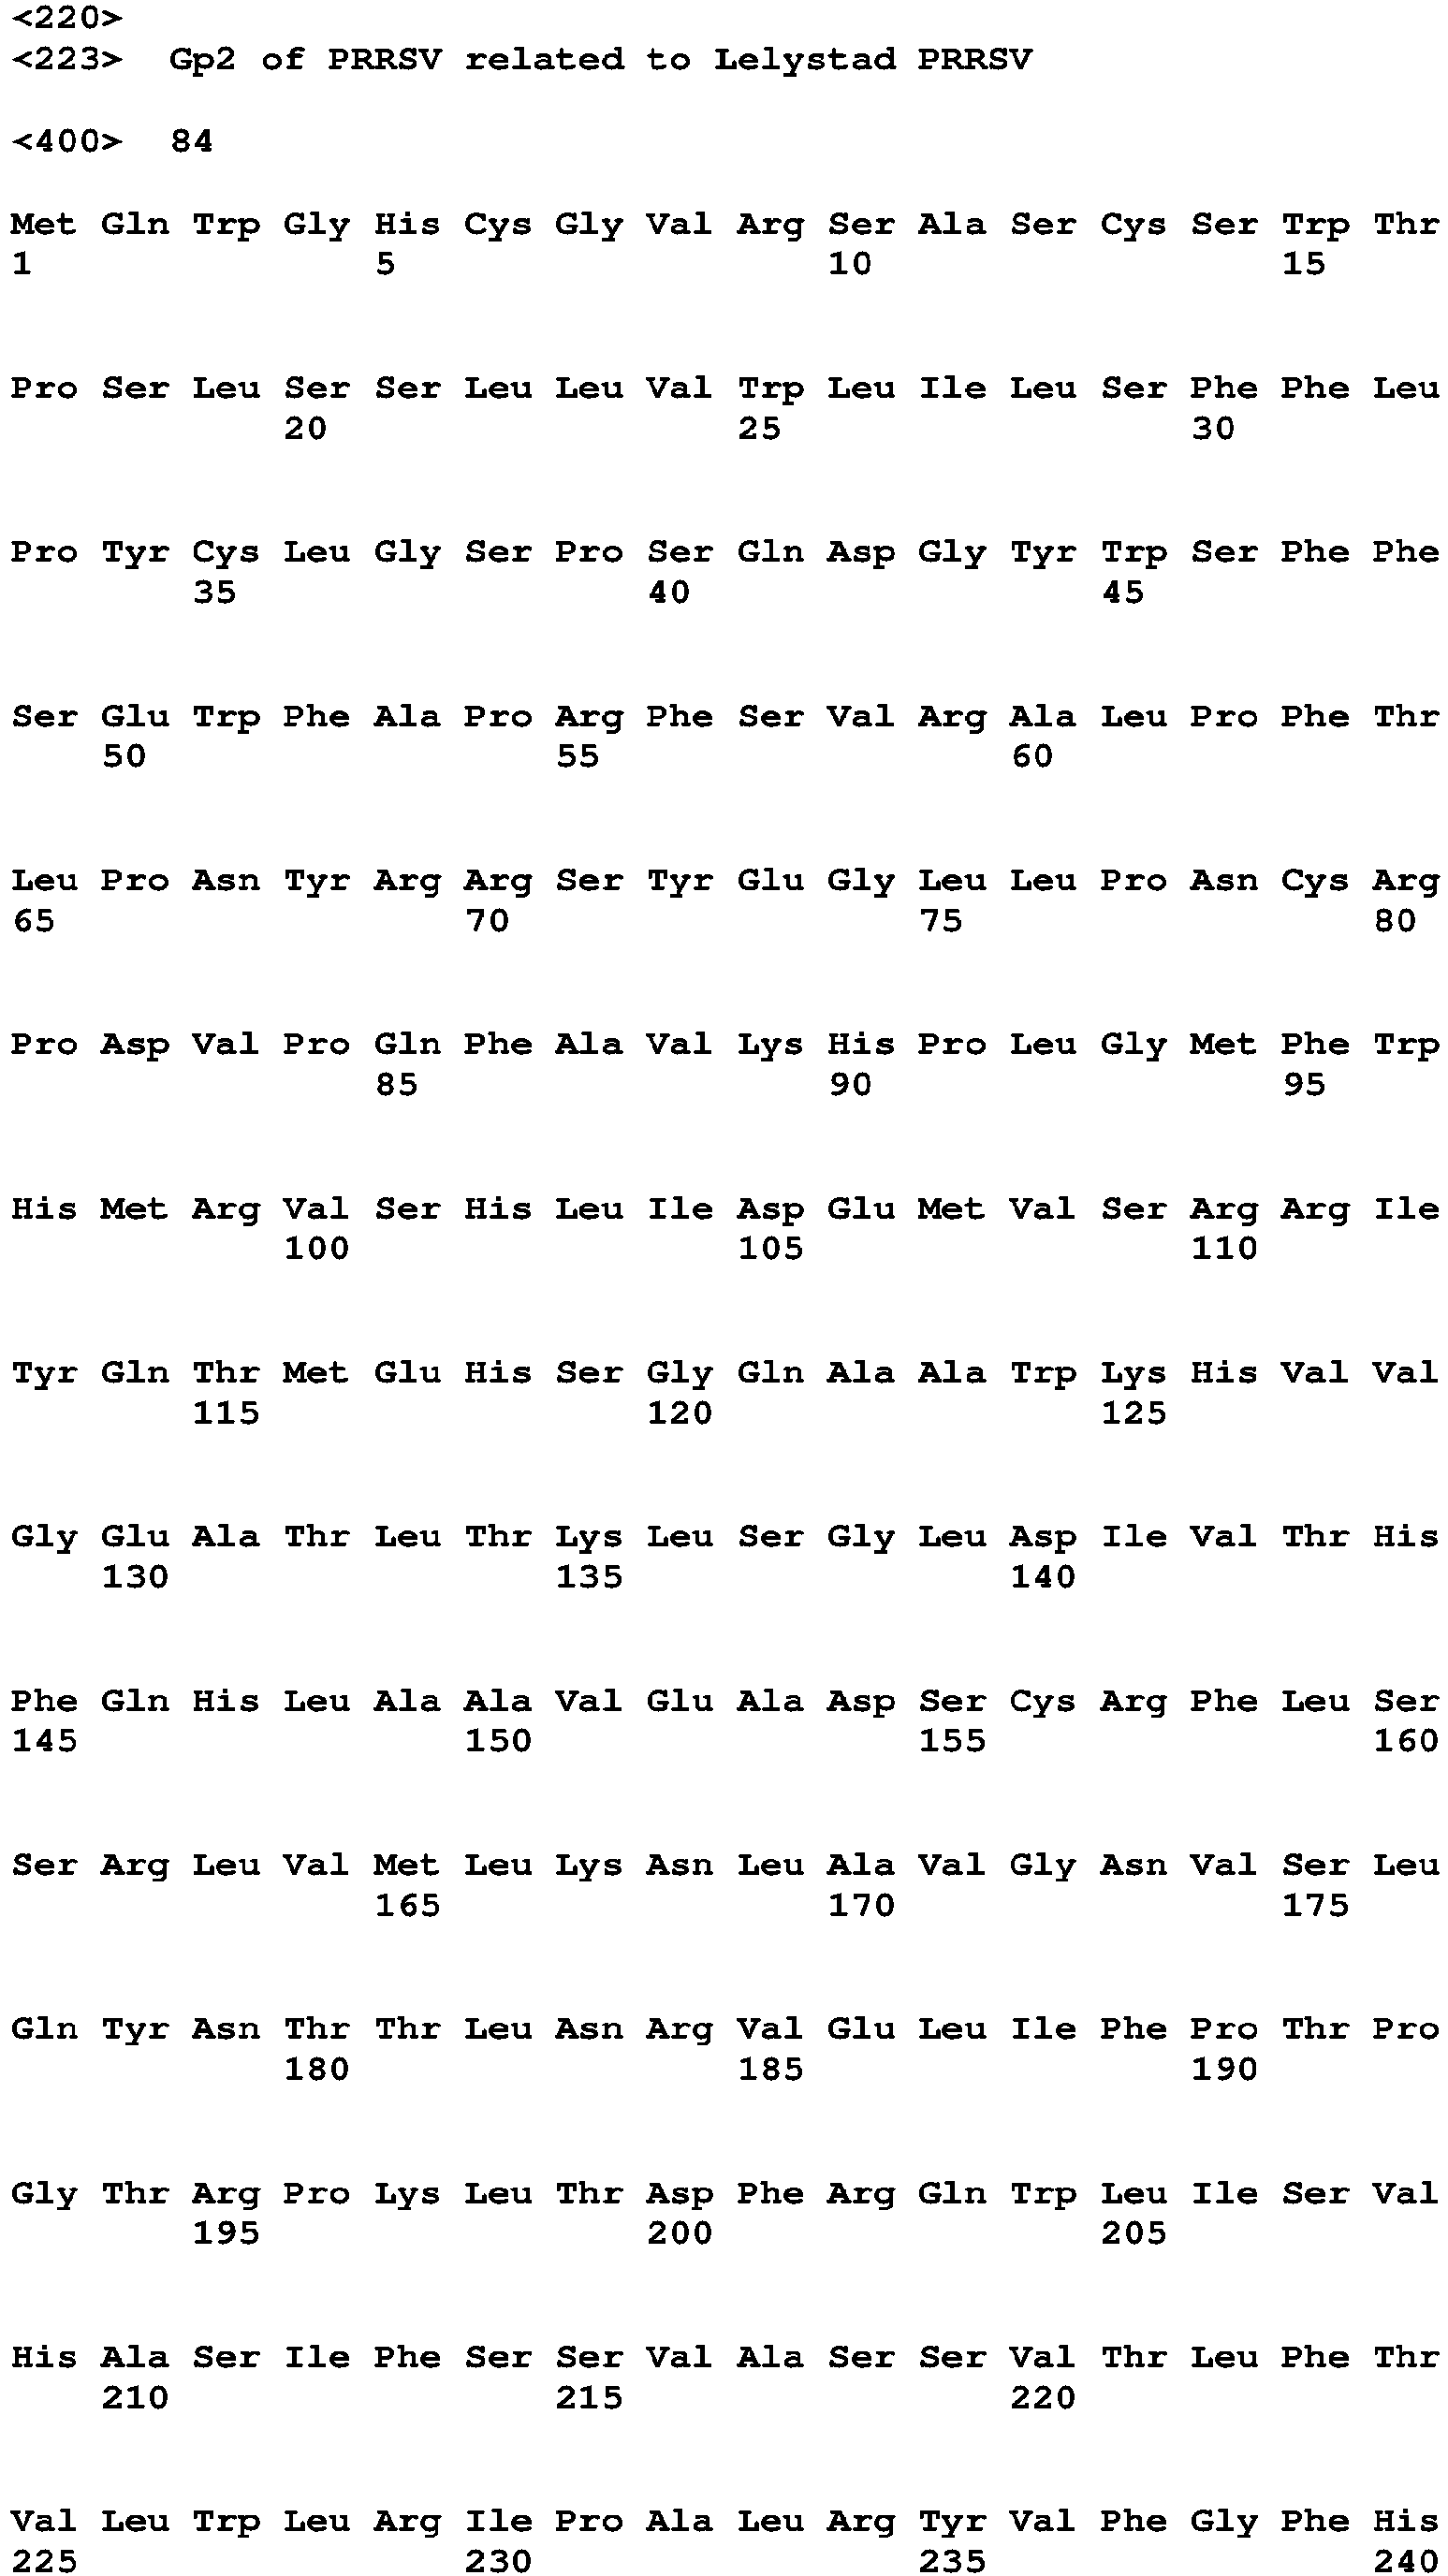 <220>
<223> Gp2 of PRRSV related to Lelystad PRRSV
<400> 84
Met Gln Trp Gly His Cys Gly Val Arg Ser Ala Ser Cys Ser Trp Thr
1 5 10 15
Pro Ser Leu Ser Ser Leu Leu Val Trp Leu Ile Leu Ser Phe Phe Leu
20 25 30
Pro Tyr Cys Leu Gly Ser Pro Ser Gln Asp Gly Tyr Trp Ser Phe Phe
35 40 45
Ser Glu Trp Phe Ala Pro Arg Phe Ser Val Arg Ala Leu Pro Phe Thr
50 55 60
Leu Pro Asn Tyr Arg Arg Ser Tyr Glu Gly Leu Leu Pro Asn Cys Arg
65 70 75 80
Pro Asp Val Pro Gln Phe Ala Val Lys His Pro Leu Gly Met Phe Trp
85 90 95
His Met Arg Val Ser His Leu Ile Asp Glu Met Val Ser Arg Arg Ile
100 105 110
Tyr Gln Thr Met Glu His Ser Gly Gln Ala Ala Trp Lys His Val Val
115 120 125
Gly Glu Ala Thr Leu Thr Lys Leu Ser Gly Leu Asp Ile Val Thr His
130 135 140
Phe Gln His Leu Ala Ala Val Glu Ala Asp Ser Cys Arg Phe Leu Ser
145 150 155 160
Ser Arg Leu Val Met Leu Lys Asn Leu Ala Val Gly Asn Val Ser Leu
165 170 175
Gln Tyr Asn Thr Thr Leu Asn Arg Val Glu Leu Ile Phe Pro Thr Pro
180 185 190
Gly Thr Arg Pro Lys Leu Thr Asp Phe Arg Gln Trp Leu Ile Ser Val
195 200 205
His Ala Ser Ile Phe Ser Ser Val Ala Ser Ser Val Thr Leu Phe Thr
210 215 220
Val Leu Trp Leu Arg Ile Pro Ala Leu Arg Tyr Val Phe Gly Phe His
225 230 235 240